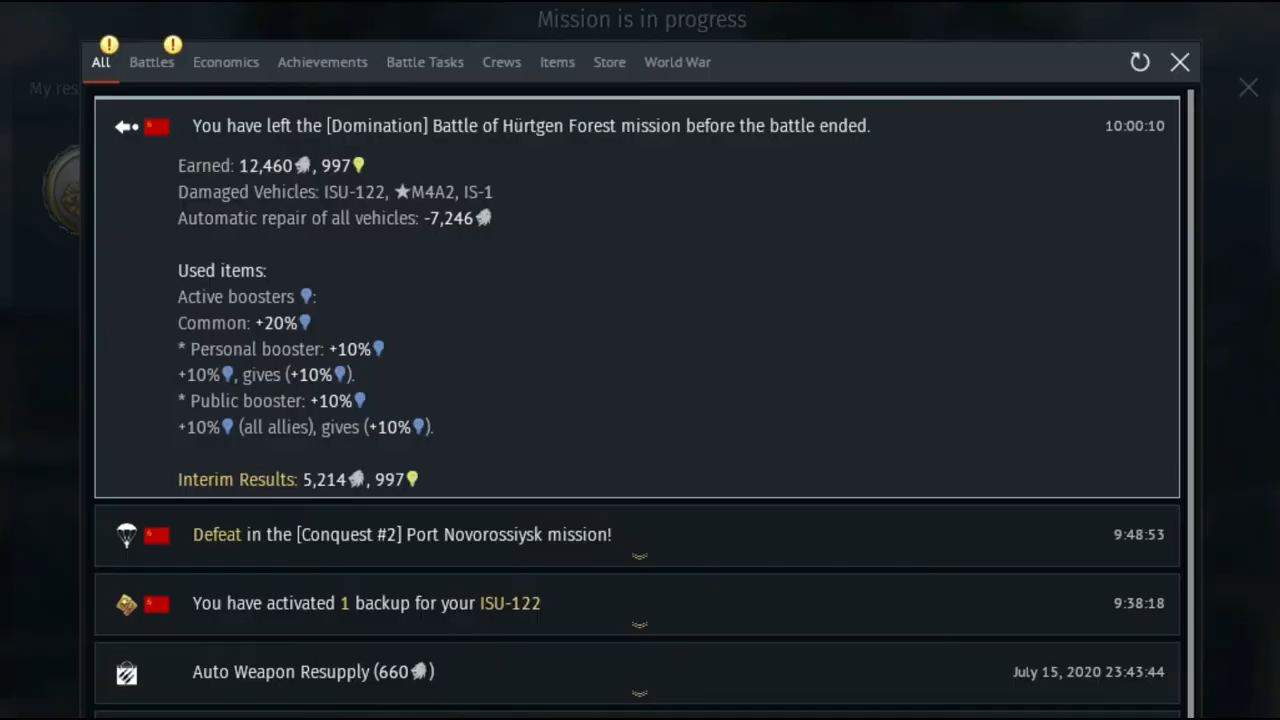 Mission is in progress
All Battles Economics Achievements Battle Tasks Crews Items Store World War
My res
You have left the [Domination] Battle of Hürtgen Forest mission before the battle ended. 10:00:10
Earned: 12,460, 997
Damaged Vehicles: ISU-122, ★M4A2, IS-1
Automatic repair of all vehicles: -7,246
Used items:
Active boosters :
Common: +20%
* Personal booster: +10%
+10%, gives (+10%).
* Public booster: +10%
+10% (all allies), gives (+10%).
Interim Results: 5,214, 997
Defeat in the [Conquest #2] Port Novorossiysk mission! 9:48:53
You have activated 1 backup for your ISU-122 9:38:18
Auto Weapon Resupply (660) July 15, 2020 23:43:44